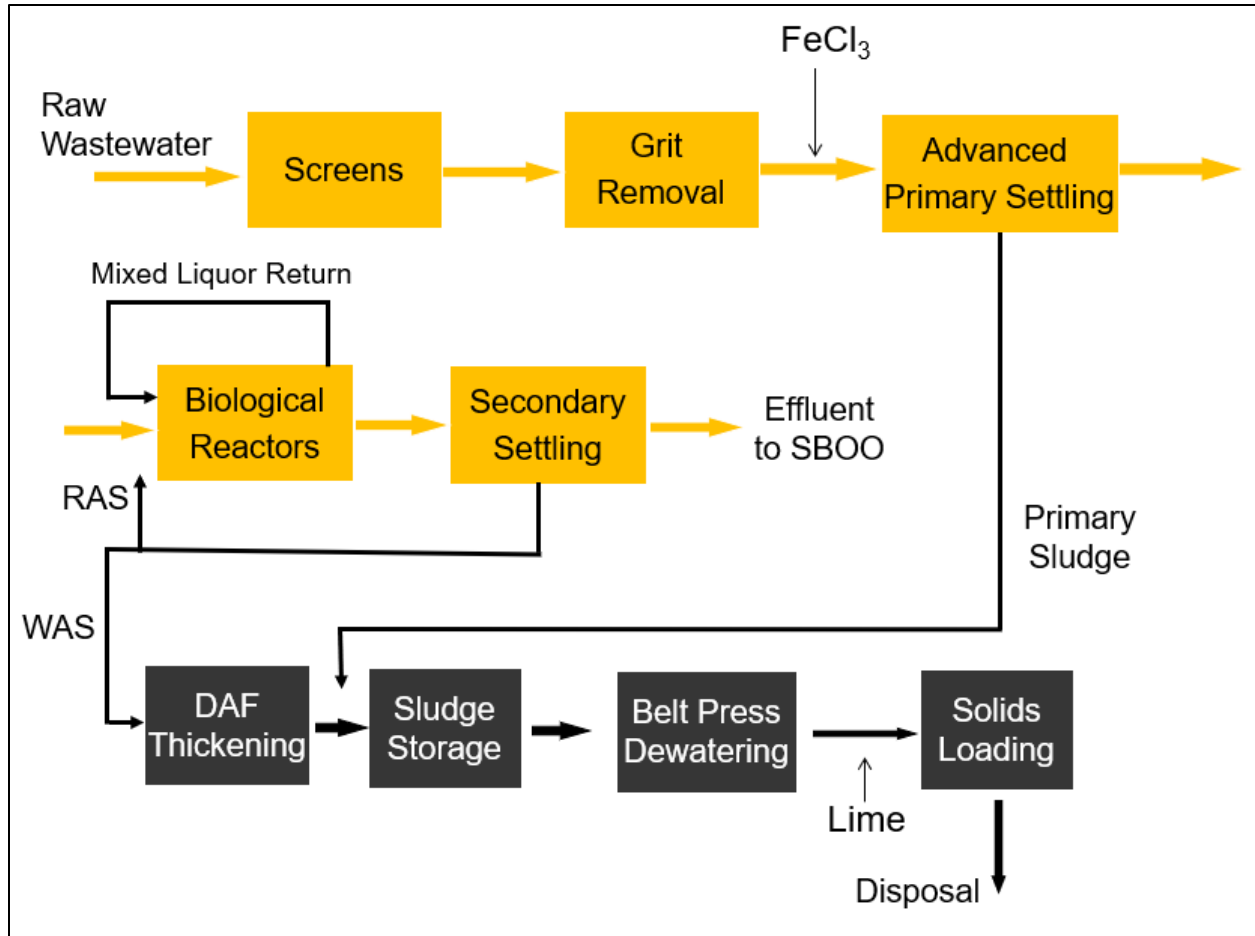 FeCl₃
Raw
Wastewater
Screens
Grit
Removal
Advanced
Primary Settling
Mixed Liquor Return
Biological
Reactors
Secondary
Settling
Effluent
to SBOO
RAS
Primary
Sludge
WAS
DAF
Thickening
Sludge
Storage
Belt Press
Dewatering
Solids
Loading
Lime
Disposal